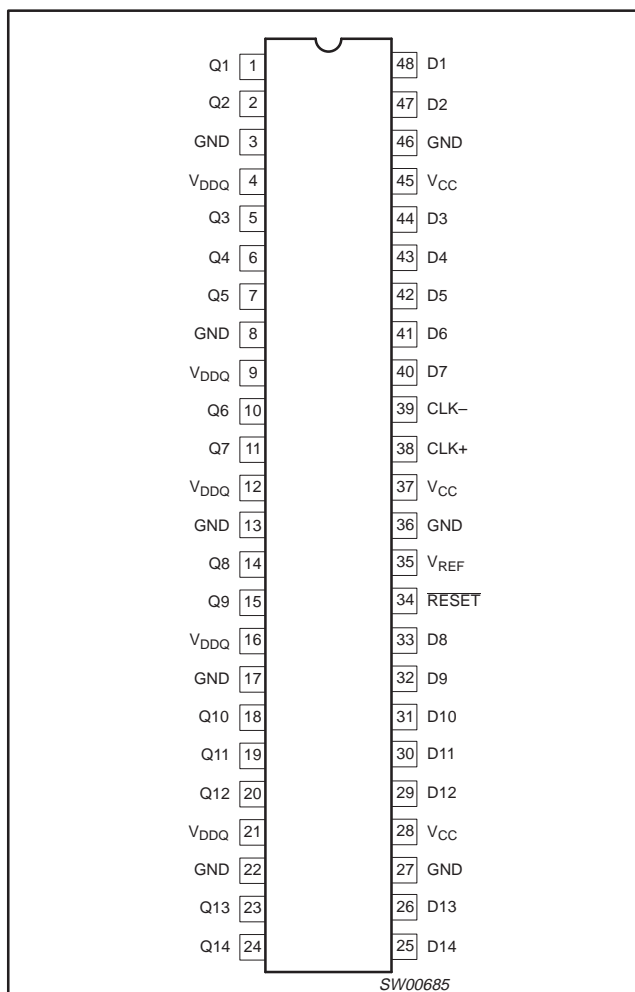 Q1 1 48 D1
Q2 2 47 D2
GND 3 46 GND
VDDQ 4 45 VCC
Q3 5 44 D3
Q4 6 43 D4
Q5 7 42 D5
GND 8 41 D6
VDDQ 9 40 D7
Q6 10 39 CLK–
Q7 11 38 CLK+
VDDQ 12 37 VCC
GND 13 36 GND
Q8 14 35 VREF
Q9 15 34 RESET
VDDQ 16 33 D8
GND 17 32 D9
Q10 18 31 D10
Q11 19 30 D11
Q12 20 29 D12
VDDQ 21 28 VCC
GND 22 27 GND
Q13 23 26 D13
Q14 24 25 D14
SW00685